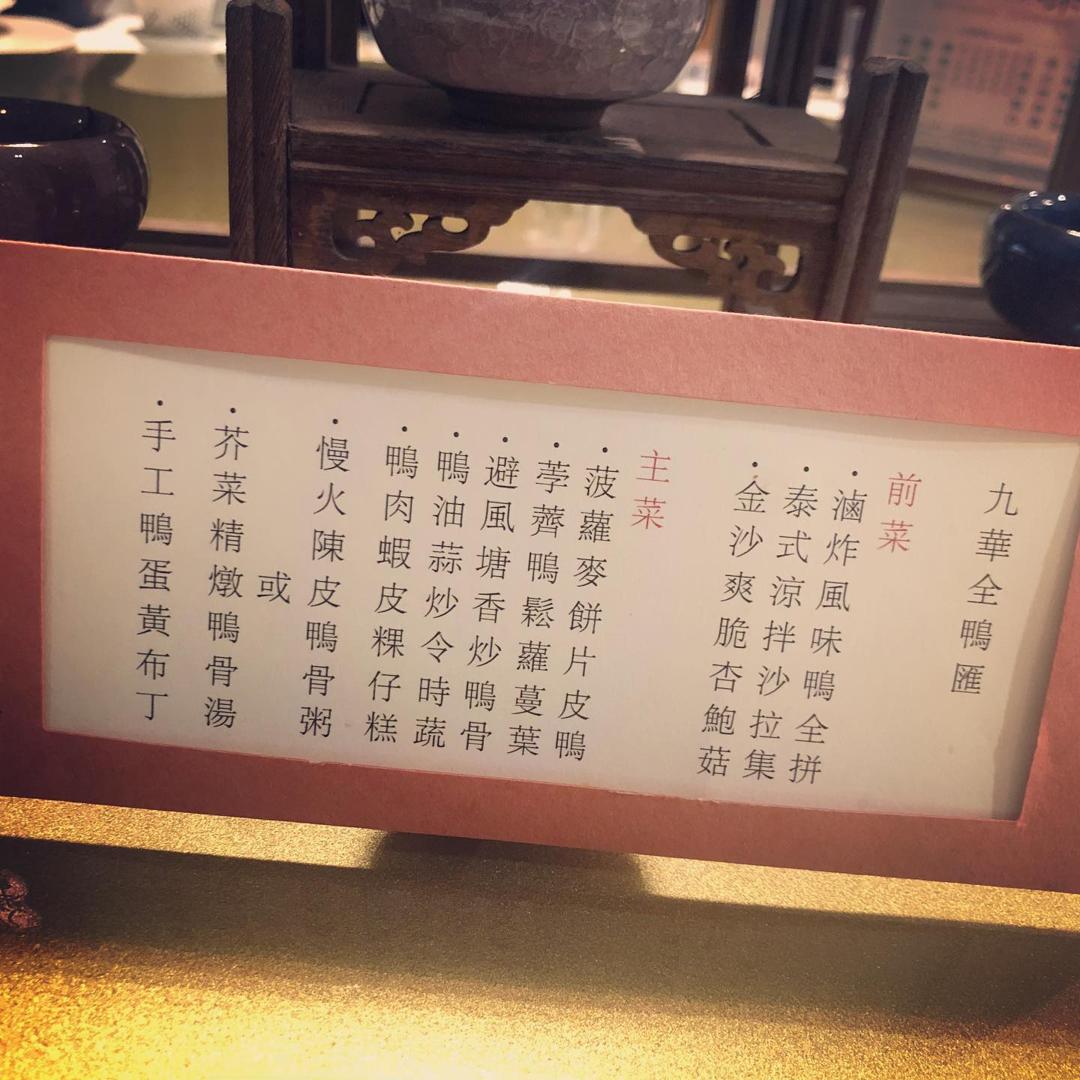 九華全鴨匯
前菜
•滷炸風味鴨全拼
•泰式涼拌沙拉集
•金沙爽脆杏鮑菇
主菜
•菠蘿麥餅片皮鴨
•荸薺鴨鬆蘿蔓葉
•避風塘香炒鴨骨
•鴨油蒜炒令時蔬
•鴨肉蝦皮粿仔糕
•慢火陳皮鴨骨粥
或
•芥菜精燉鴨骨湯
•手工鴨蛋黃布丁